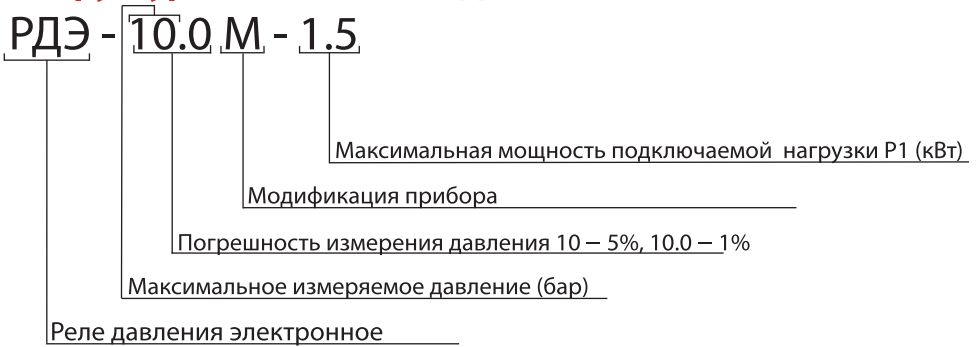 РДЭ - 10.0 М - 1.5
Максимальная мощность подключаемой нагрузки P1 (кВт)
Модификация прибора
Погрешность измерения давления 10 – 5%, 10.0 – 1%
Максимальное измеряемое давление (бар)
Реле давления электронное